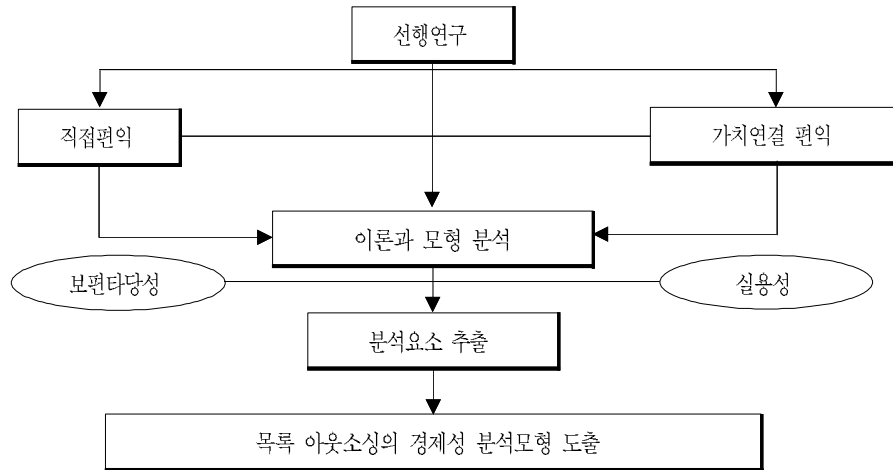 선행연구
직접편익
가치연결 편익
이론과 모형 분석
보편타당성
실용성
분석요소 추출
목록 아웃소싱의 경제성 분석모형 도출